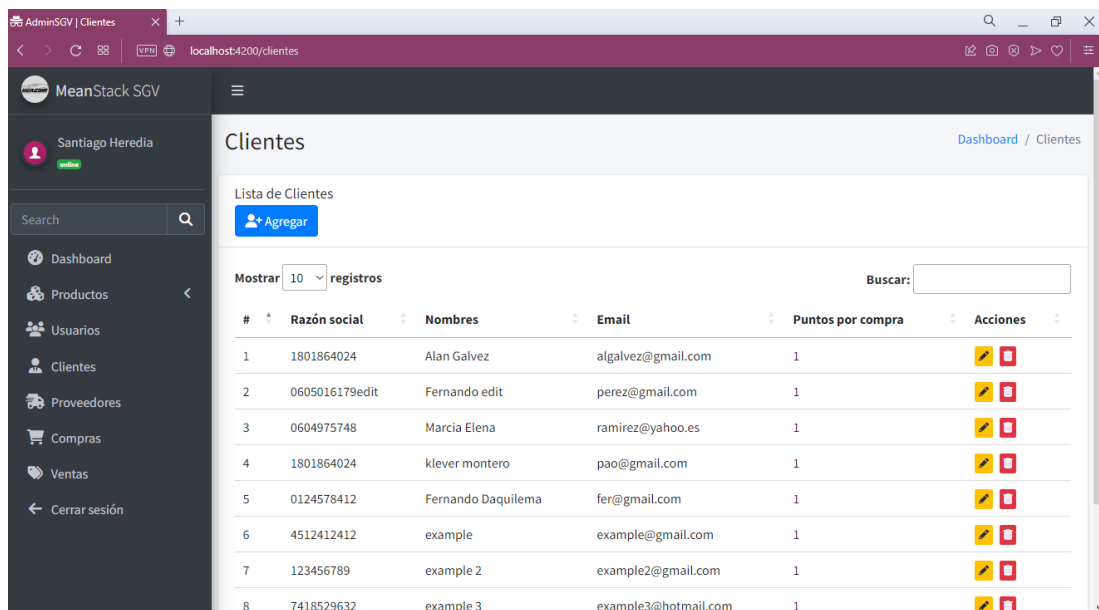 AdminSGV | Clientes
VPN localhost:4200/clientes
MeanStack SGV
Santiago Heredia
online
Search
Dashboard
Productos
Usuarios
Clientes
Proveedores
Compras
Ventas
Cerrar sesión
Clientes
Dashboard / Clientes
Lista de Clientes
Agregar
Mostrar 10 registros
Buscar:
# Razón social Nombres Email Puntos por compra Acciones
1 1801864024 Alan Galvez algalvez@gmail.com 1
2 0605016179edit Fernando edit perez@gmail.com 1
3 0604975748 Marcia Elena ramirez@yahoo.es 1
4 1801864024 klever montero pao@gmail.com 1
5 0124578412 Fernando Daquilema fer@gmail.com 1
6 4512412412 example example@gmail.com 1
7 123456789 example 2 example2@gmail.com 1
8 7418529632 example 3 example3@hotmail.com 1